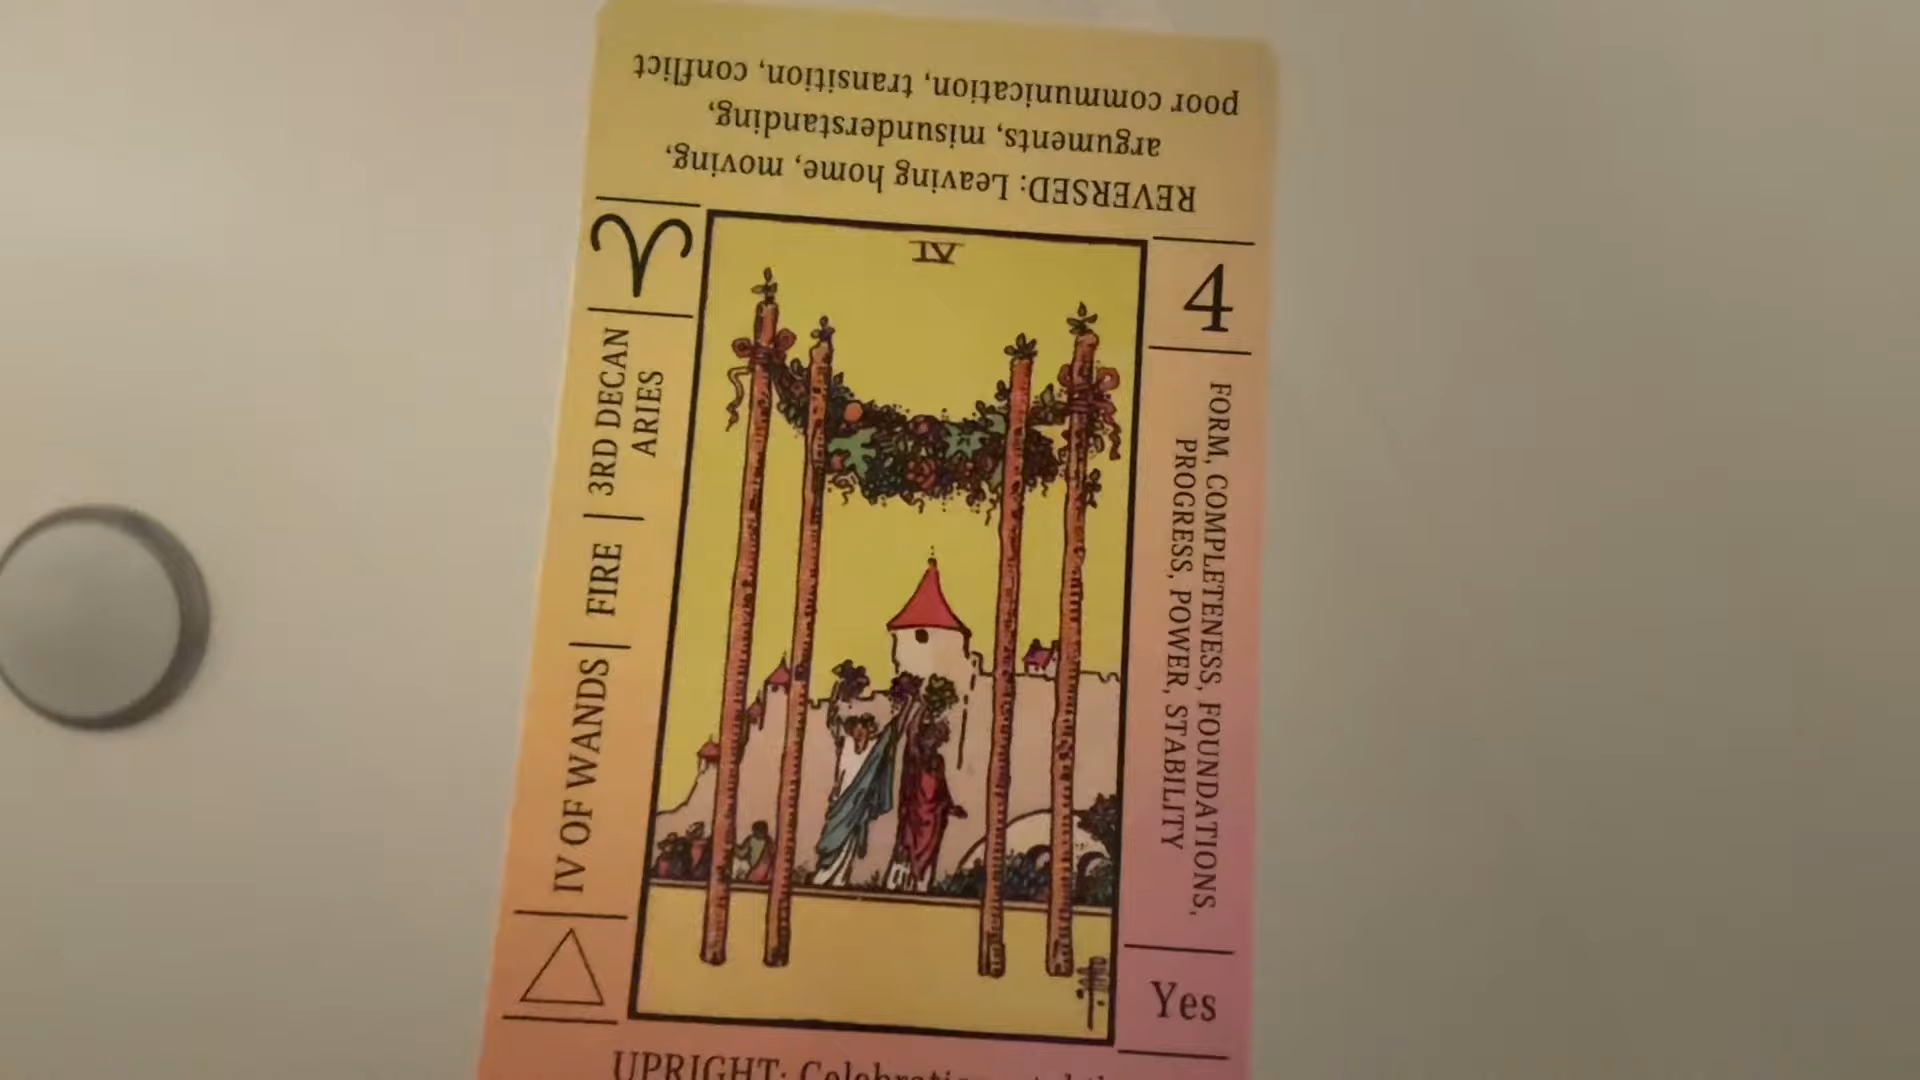 REVERSED: Leaving home, moving,
arguments, misunderstanding,
poor communication, transition, conflict
IV
4
3RD DECAN
ARIES
FIRE
IV OF WANDS
FORM, COMPLETENESS, FOUNDATIONS,
PROGRESS, POWER, STABILITY
Yes
UPRIGHT: